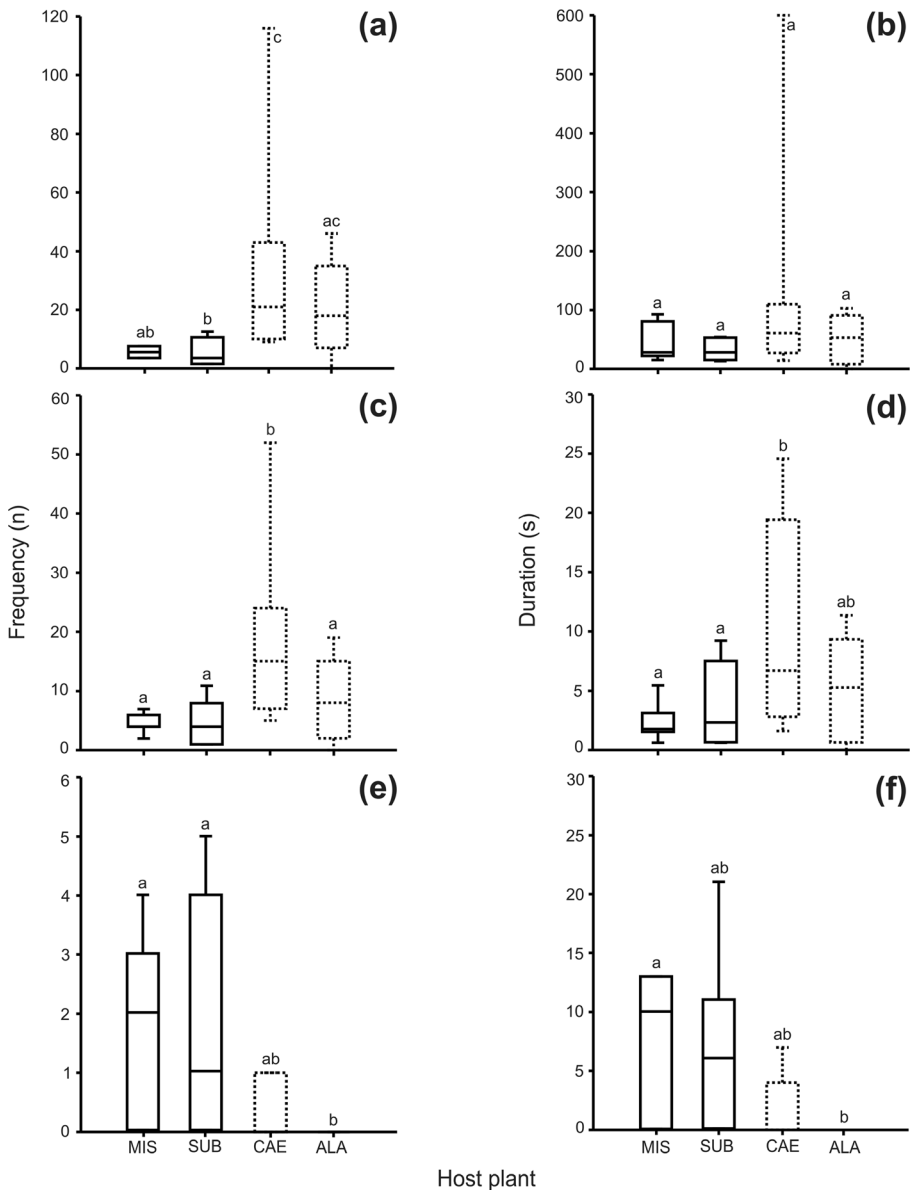 (a)
120
100
80
60
40
20
0
ab
b
c
ac
(b)
600
500
400
300
200
100
0
a
a
a
a
(c)
60
50
40
30
20
10
0
a
a
b
a
(d)
30
25
20
15
10
5
0
a
a
b
ab
Frequency (n)
Duration (s)
(e)
6
5
4
3
2
1
0
a
a
ab
b
MIS SUB CAE ALA
(f)
30
25
20
15
10
5
0
a
ab
ab
b
MIS SUB CAE ALA
Host plant